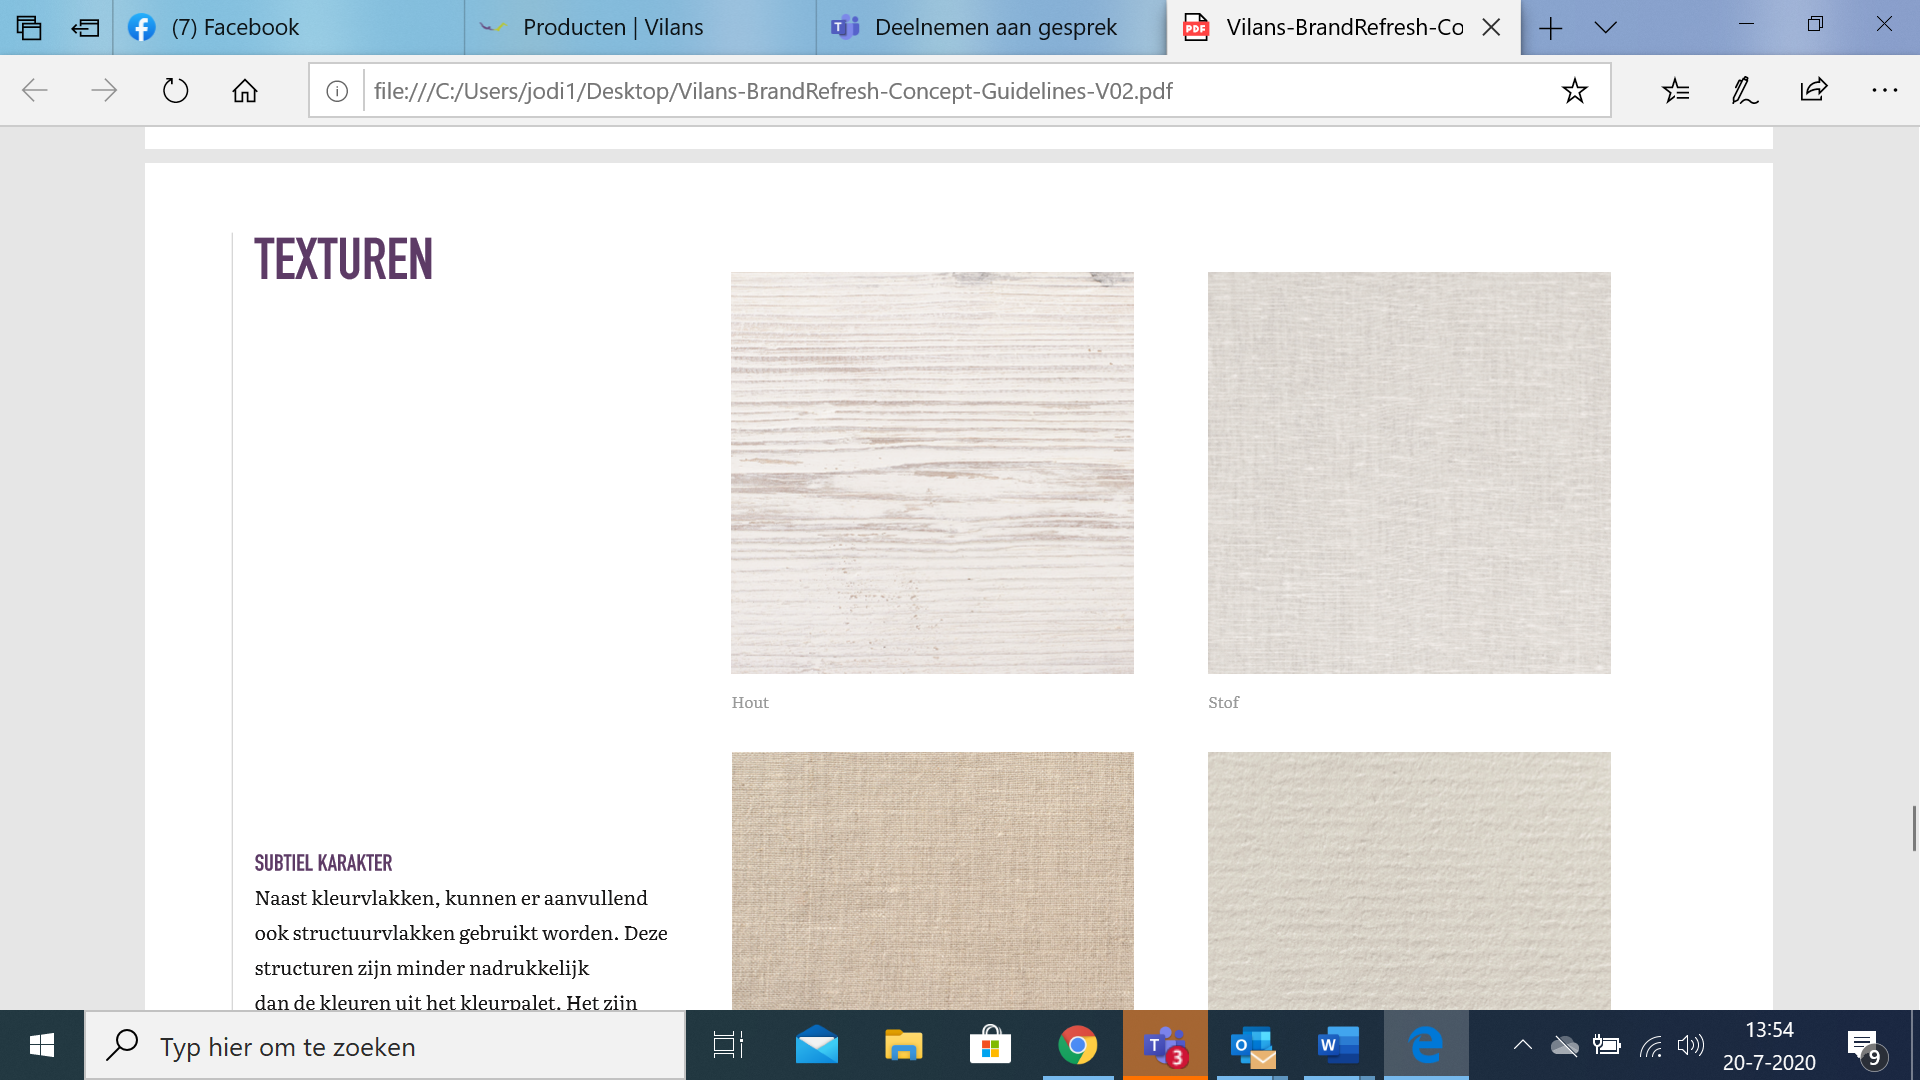 (7) Facebook
Producten | Vilans
Deelnemen aan gesprek
PDF
Vilans-BrandRefresh-Co
file:///C:/Users/jodi1/Desktop/Vilans-BrandRefresh-Concept-Guidelines-V02.pdf
TEXTUREN
Hout
Stof
SUBTIEL KARAKTER
Naast kleurvlakken, kunnen er aanvullend
ook structuurvlakken gebruikt worden. Deze
structuren zijn minder nadrukkelijk
dan de kleuren uit het kleurpalet. Het zijn
Typ hier om te zoeken
T
3
O
W
13:54
20-7-2020
9